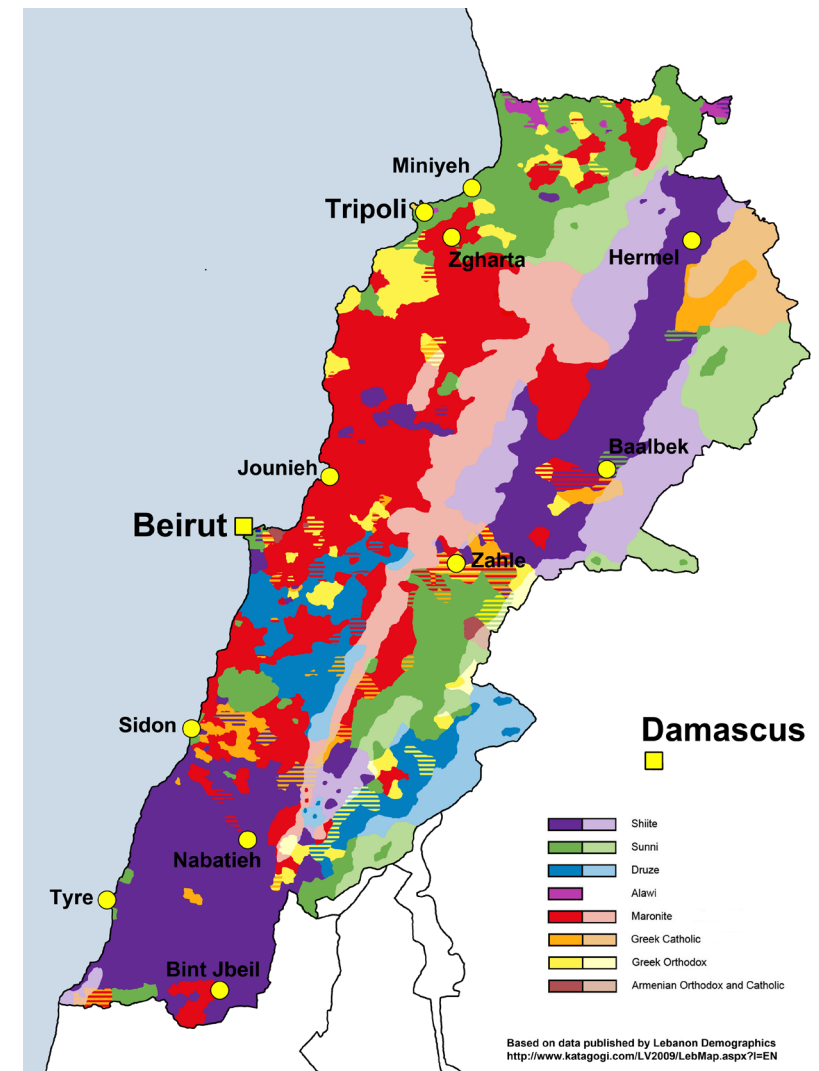 Miniyeh
Tripoli
Zgharta
Hermel
Baalbek
Jounieh
Beirut
Zahle
Sidon
Damascus
Shiite
Sunni
Nabatieh
Druze
Alawi
Tyre
Maronite
Greek Catholic
Greek Orthodox
Bint Jbeil
Armenian Orthodox and Catholic
Based on data published by Lebanon Demographics
http://www.katagogi.com/LV2009/LebMap.aspx?l=EN